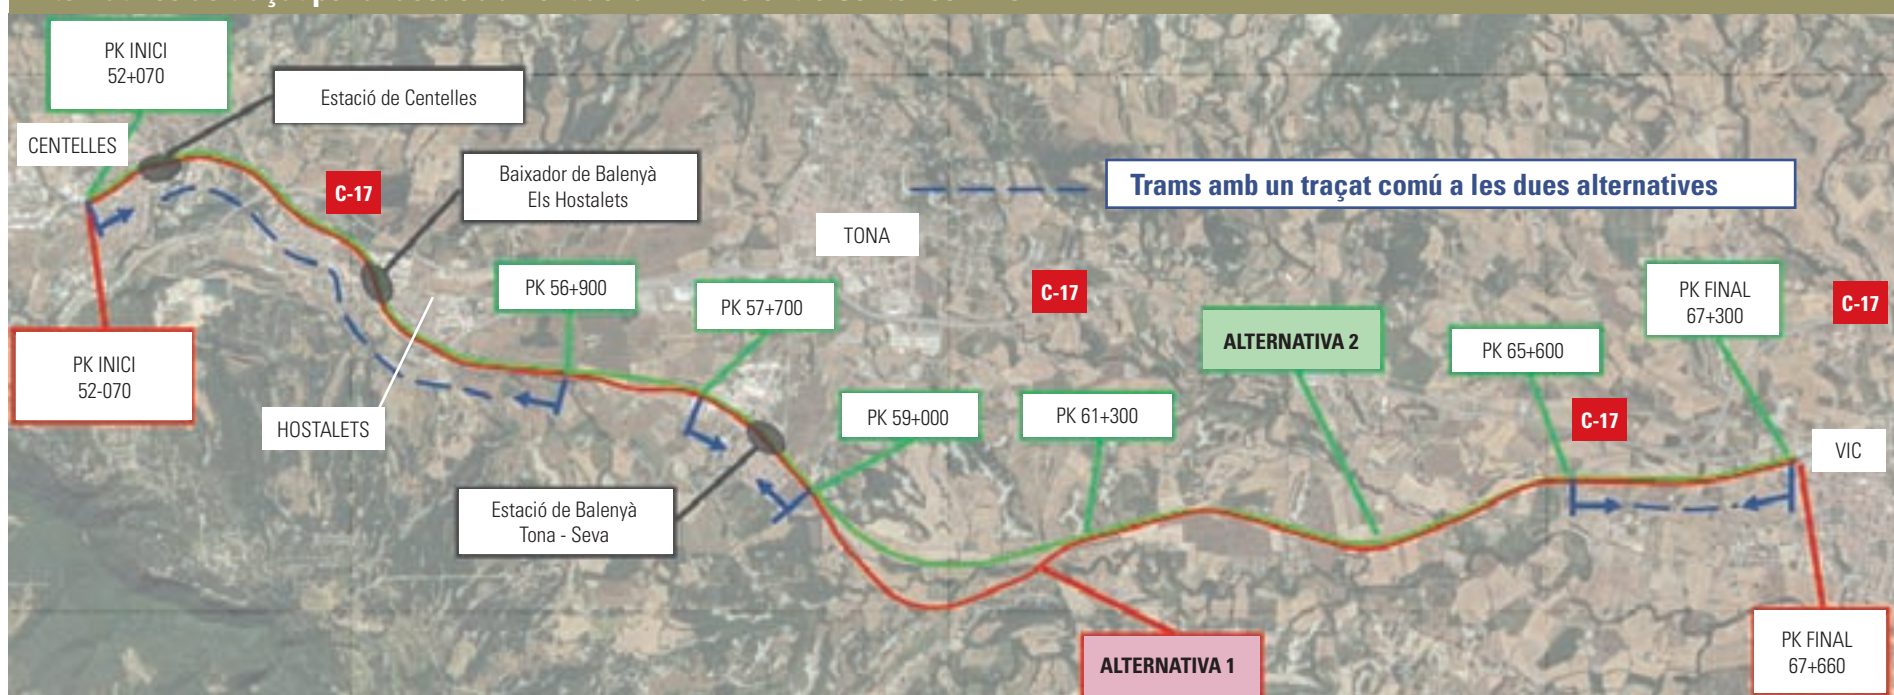 PK INICI
52+070
Estació de Centelles
CENTELLES
Baixador de Balenyà
Els Hostalets
C-17
Trams amb un traçat comú a les dues alternatives
TONA
PK 56+900
PK 57+700
C-17
PK FINAL
67+300
C-17
ALTERNATIVA 2
PK 65+600
PK INICI
52-070
HOSTALETS
PK 59+000
PK 61+300
C-17
VIC
Estació de Balenyà
Tona - Seva
ALTERNATIVA 1
PK FINAL
67+660